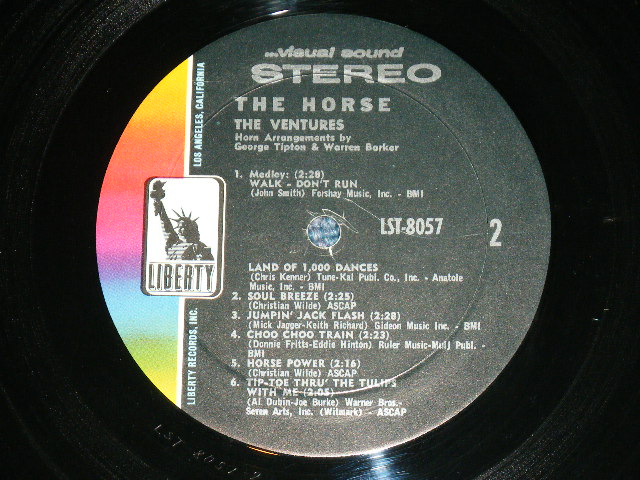 ...visual sound
STEREO
THE HORSE
THE VENTURES
Horn Arrangements by
George Tipton & Warren Barker
1. Medley: (2:28)
WALK - DON'T RUN
(John Smith) Forshay Music, Inc. - BMI
LST-8057
2
LAND OF 1,000 DANCES
(Chris Kenner) Tune-Kel Publ. Co., Inc. - Anatole
Music, Inc. - BMI
2. SOUL BREEZE (2:25)
(Christian Wilde) ASCAP
3. JUMPIN' JACK FLASH (2:28)
(Mick Jagger-Keith Richard) Gideon Music Inc. - BMI
4. CHOO CHOO TRAIN (2:23)
(Donnie Fritts-Eddie Hinton) Ruler Music-Mufj Publ. -
BMI
5. HORSE POWER (2:16)
(Christian Wilde) ASCAP
6. TIP-TOE THRU' THE TULIPS
WITH ME (2:05)
(Al Dubin-Joe Burke) Warner Bros.-
Seven Arts, Inc. (Witmark) - ASCAP
LOS ANGELES, CALIFORNIA
LIBERTY
LIBERTY RECORDS, INC.
LST 8057 2